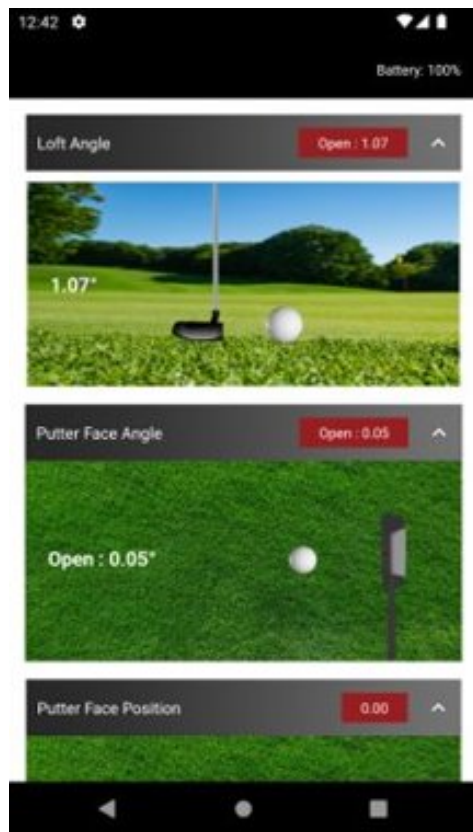 12:42
Battery: 100%
Loft Angle Open : 1.07
1.07°
Putter Face Angle Open : 0.05
Open : 0.05°
Putter Face Position 0.00